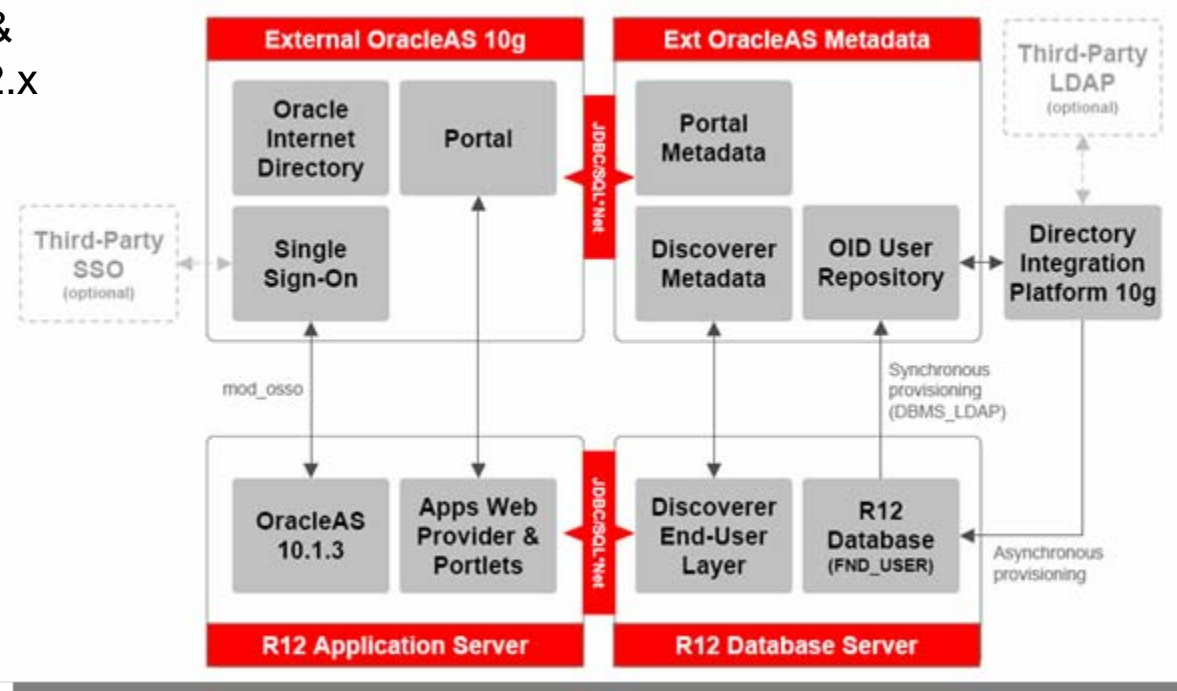 &
2.x
External OracleAS 10g
Ext OracleAS Metadata
Third-Party
LDAP
(optional)
Oracle
Internet
Directory
Portal
JDBC/SQL*Net
Portal
Metadata
Third-Party
SSO
(optional)
Single
Sign-On
Discoverer
Metadata
OID User
Repository
Directory
Integration
Platform 10g
mod_osso
Synchronous
provisioning
(DBMS_LDAP)
OracleAS
10.1.3
Apps Web
Provider &
Portlets
JDBC/SQL*Net
Discoverer
End-User
Layer
R12
Database
(FND_USER)
Asynchronous
provisioning
R12 Application Server
R12 Database Server